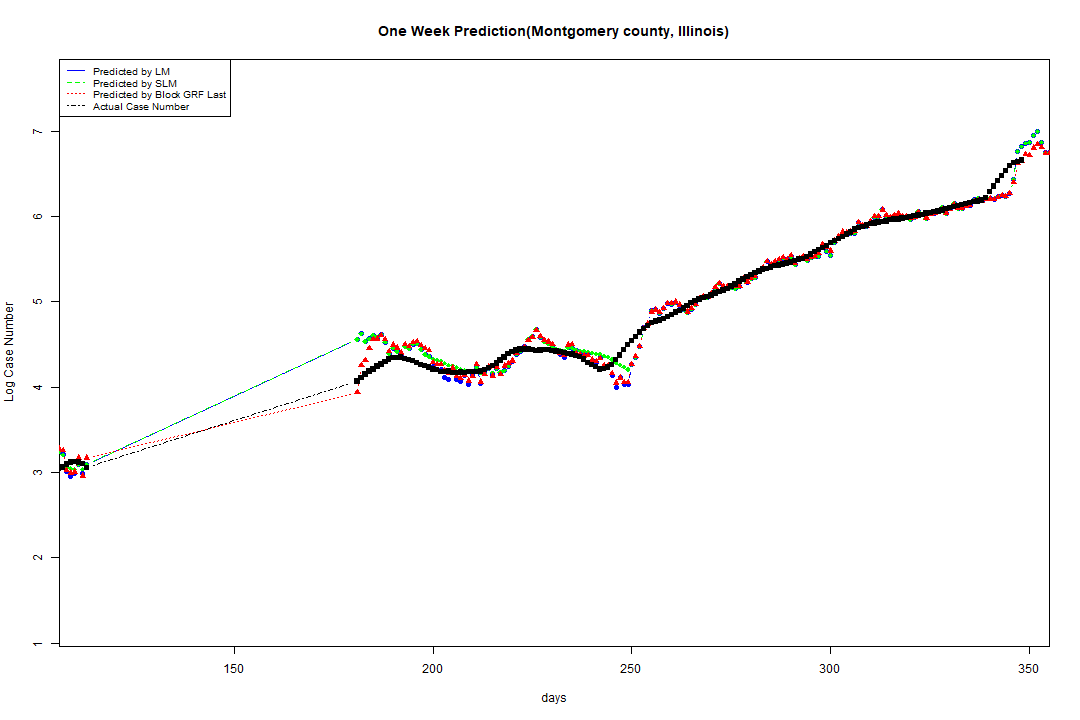 One Week Prediction(Montgomery county, Illinois)
Predicted by LM
Predicted by SLM
Predicted by Block GRF Last
Actual Case Number
Log Case Number
7
6
5
4
3
2
1
150
200
250
300
350
days